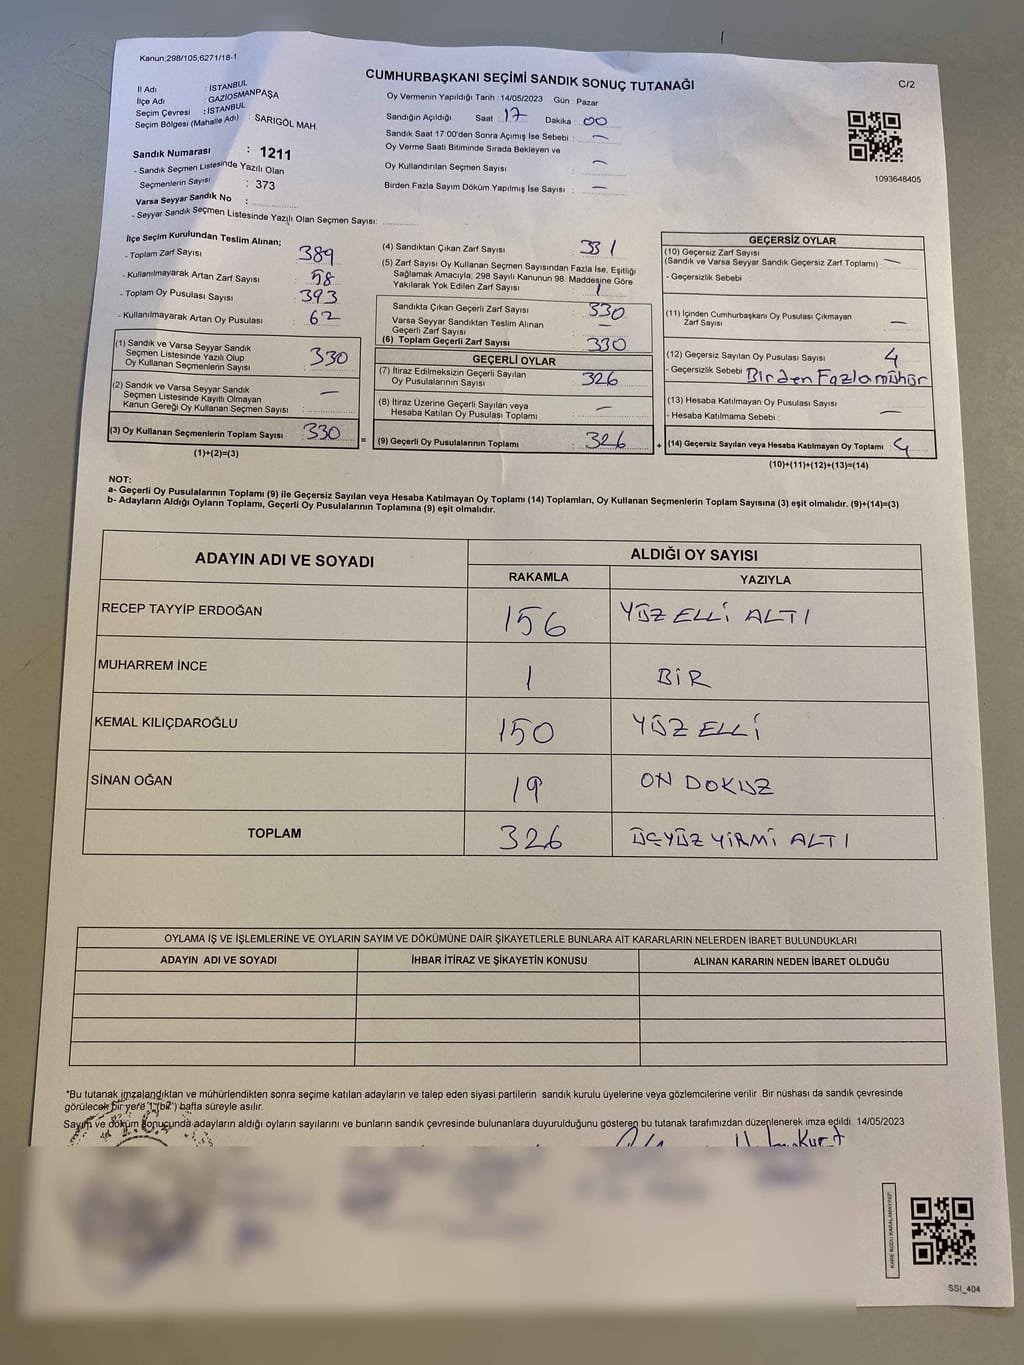 Kanun;298/105;6271/18-1
CUMHURBAŞKANI SEÇİMİ SANDIK SONUÇ TUTANAĞI
C/2
İl Adı : İSTANBUL
İlçe Adı : GAZİOSMANPAŞA
Seçim Çevresi : İSTANBUL
Seçim Bölgesi (Mahalle Adı) : SARIGÖL MAH.
Sandık Numarası : 1211
- Sandık Seçmen Listesinde Yazılı Olan
Seçmenlerin Sayısı : 373
Varsa Seyyar Sandık No :
- Seyyar Sandık Seçmen Listesinde Yazılı Olan Seçmen Sayısı:
Oy Vermenin Yapıldığı Tarih : 14/05/2023 Gün : Pazar
Sandığın Açıldığı Saat 17 Dakika 00
Sandık Saat 17:00'den Sonra Açımış İse Sebebi : —
Oy Verme Saati Bitiminde Sırada Bekleyen ve
Oy Kullandırılan Seçmen Sayısı : —
Birden Fazla Sayım Döküm Yapılmış İse Sayısı : —
1093648405
İlçe Seçim Kurulundan Teslim Alınan;
- Toplam Zarf Sayısı : 389
- Kullanılmayarak Artan Zarf Sayısı : 58
- Toplam Oy Pusulası Sayısı : 393
- Kullanılmayarak Artan Oy Pusulası : 62
(1) Sandık ve Varsa Seyyar Sandık
Seçmen Listesinde Yazılı Olup
Oy Kullanan Seçmenlerin Sayısı : 330
(2) Sandık ve Varsa Seyyar Sandık
Seçmen Listesinde Kayıtlı Olmayan
Kanun Gereği Oy Kullanan Seçmen Sayısı : —
(3) Oy Kullanan Seçmenlerin Toplam Sayısı : 330
(1)+(2)=(3)
(4) Sandıktan Çıkan Zarf Sayısı : 331
(5) Zarf Sayısı Oy Kullanan Seçmen Sayısından Fazla İse, Eşitliği
Sağlamak Amacıyla; 298 Sayılı Kanunun 98. Maddesine Göre
Yakılarak Yok Edilen Zarf Sayısı : 1
Sandıkta Çıkan Geçerli Zarf Sayısı : 330
Varsa Seyyar Sandıktan Teslim Alınan
Geçerli Zarf Sayısı : —
(6) Toplam Geçerli Zarf Sayısı : 330
GEÇERLİ OYLAR
(7) İtiraz Edilmeksizin Geçerli Sayılan
Oy Pusulalarının Sayısı : 326
(8) İtiraz Üzerine Geçerli Sayılan veya
Hesaba Katılan Oy Pusulası Toplamı : —
= (9) Geçerli Oy Pusulalarının Toplamı : 326
GEÇERSİZ OYLAR
(10) Geçersiz Zarf Sayısı
(Sandık ve Varsa Seyyar Sandık Geçersiz Zarf Toplamı) : —
- Geçersizlik Sebebi :
(11) İçinden Cumhurbaşkanı Oy Pusulası Çıkmayan
Zarf Sayısı : —
(12) Geçersiz Sayılan Oy Pusulası Sayısı : 4
- Geçersizlik Sebebi : Birden Fazla mühür
(13) Hesaba Katılmayan Oy Pusulası Sayısı : —
- Hesaba Katılmama Sebebi :
+ (14) Geçersiz Sayılan veya Hesaba Katılmayan Oy Toplamı : 4
(10)+(11)+(12)+(13)=(14)
NOT:
a- Geçerli Oy Pusulalarının Toplamı (9) ile Geçersiz Sayılan veya Hesaba Katılmayan Oy Toplamı (14) Toplamları, Oy Kullanan Seçmenlerin Toplam Sayısına (3) eşit olmalıdır. (9)+(14)=(3)
b- Adayların Aldığı Oyların Toplamı, Geçerli Oy Pusulalarının Toplamına (9) eşit olmalıdır.
ADAYIN ADI VE SOYADI ALDIĞI OY SAYISI
RAKAMLA YAZIYLA
RECEP TAYYİP ERDOĞAN 156 YÜZ ELLİ ALTI
MUHARREM İNCE 1 BİR
KEMAL KILIÇDAROĞLU 150 YÜZ ELLİ
SİNAN OĞAN 19 ON DOKUZ
TOPLAM 326 ÜÇYÜZ YİRMİ ALTI
OYLAMA İŞ VE İŞLEMLERİNE VE OYLARIN SAYIM VE DÖKÜMÜNE DAİR ŞİKAYETLERLE BUNLARA AİT KARARLARIN NELERDEN İBARET BULUNDUKLARI
ADAYIN ADI VE SOYADI İHBAR İTİRAZ VE ŞİKAYETİN KONUSU ALINAN KARARIN NEDEN İBARET OLDUĞU
*Bu tutanak imzalandıktan ve mühürlendikten sonra seçime katılan adayların ve talep eden siyasi partilerin sandık kurulu üyelerine veya gözlemcilerine verilir. Bir nüshası da sandık çevresinde
görülecek bir yere 1 (bir) hafta süreyle asılır.
Sayım ve döküm sonucunda adayların aldığı oyların sayılarını ve bunların sandık çevresinde bulunanlara duyurulduğunu gösteren bu tutanak tarafımızdan düzenlenerek imza edildi. 14/05/2023
KARE KODU KARALAMAYINIZ!
SSI_404